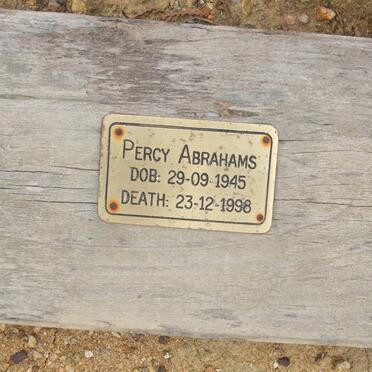 PERCY ABRAHAMS
DOB: 29-09-1945
DEATH: 23-12-1998